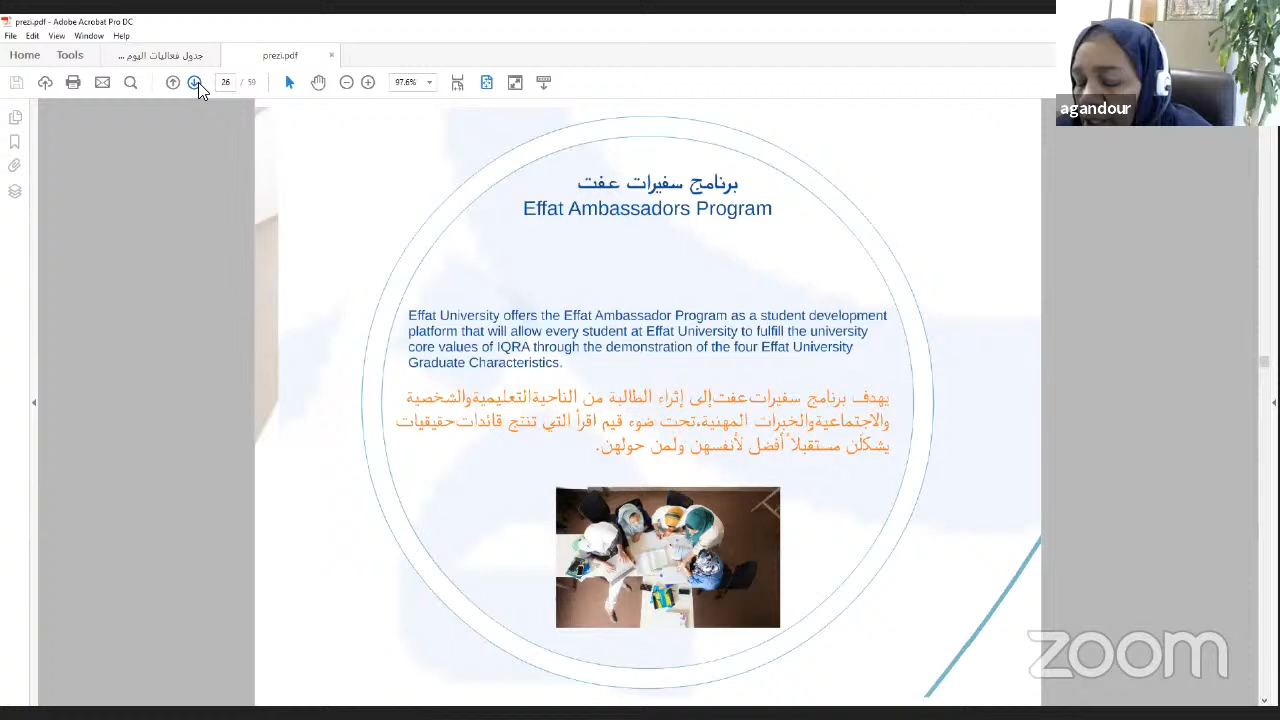 prezi.pdf - Adobe Acrobat Pro DC
File Edit View Window Help
Home Tools جدول فعاليات اليوم ... prezi.pdf ×
26 / 59 97.6%
agandour
برنامج سفيرات عفت
Effat Ambassadors Program
Effat University offers the Effat Ambassador Program as a student development
platform that will allow every student at Effat University to fulfill the university
core values of IQRA through the demonstration of the four Effat University
Graduate Characteristics.
يهدف برنامج سفيرات عفت إلى إثراء الطالبة من الناحية التعليمية والشخصية
والاجتماعية والخبرات المهنية، تحت ضوء قيم اقرأ التي تنتج قائدات حقيقيات
يشكلن مستقبلاً أفضل لأنفسهن ولمن حولهن.
zoom